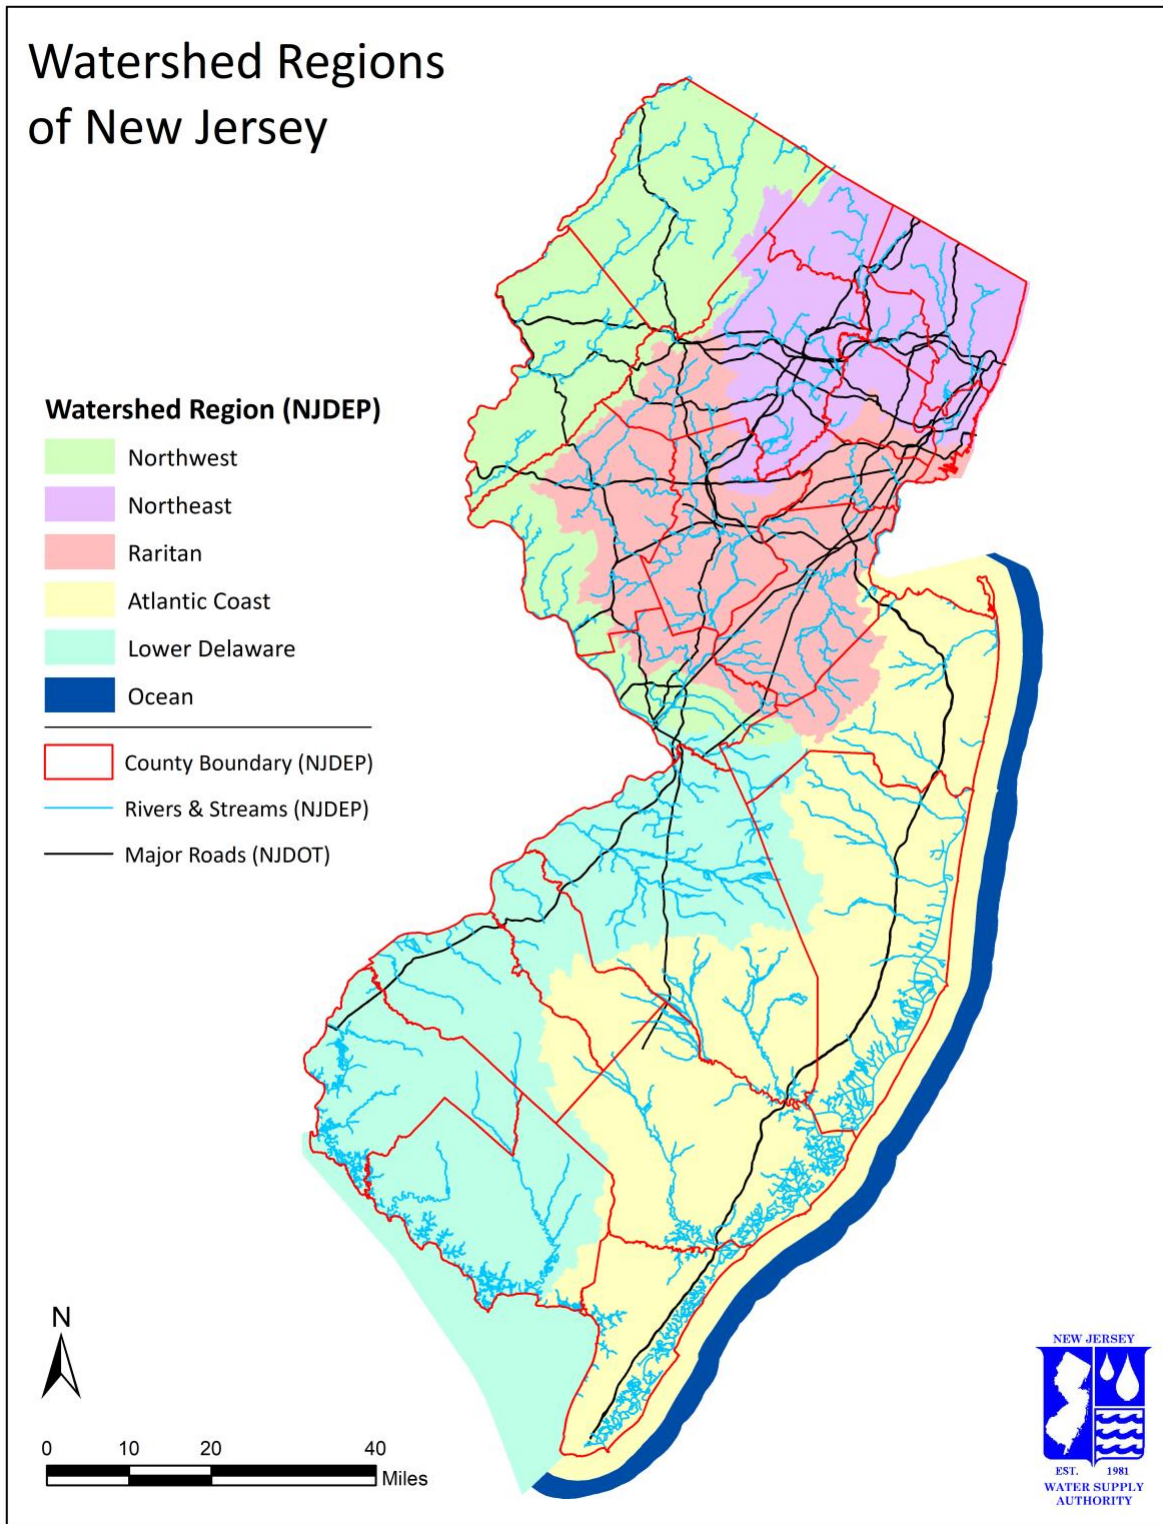 Watershed Regions
of New Jersey
Watershed Region (NJDEP)
Northwest
Northeast
Raritan
Atlantic Coast
Lower Delaware
Ocean
County Boundary (NJDEP)
Rivers & Streams (NJDEP)
Major Roads (NJDOT)
N
0 10 20 40
Miles
NEW JERSEY
EST. 1981
WATER SUPPLY
AUTHORITY